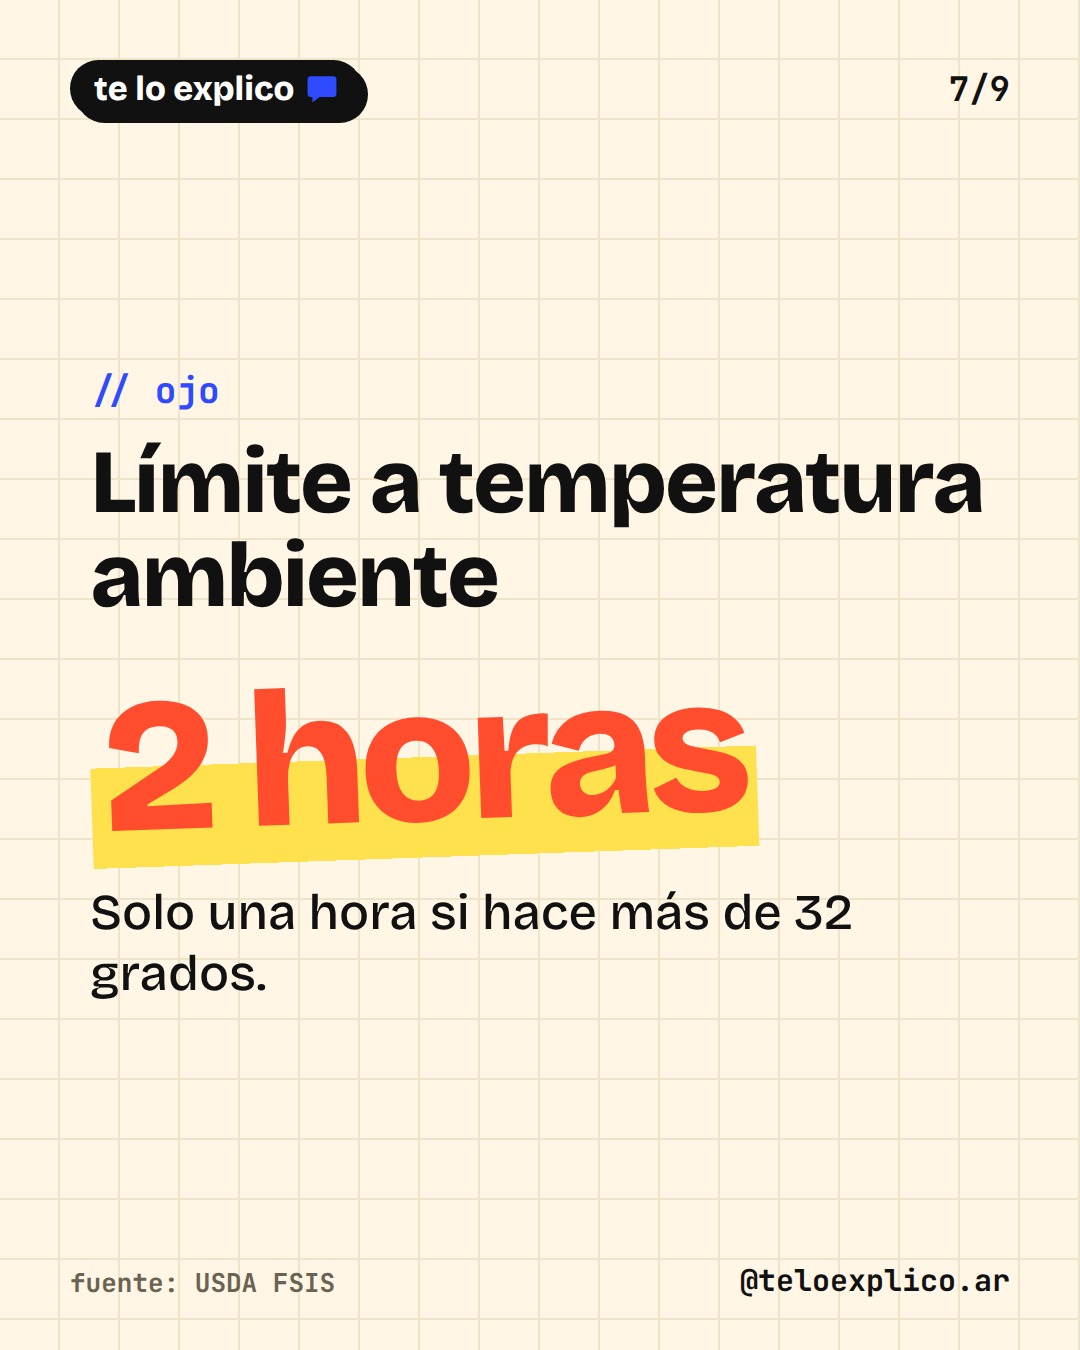 te lo explico
7/9
// ojo
Límite a temperatura
ambiente
2 horas
Solo una hora si hace más de 32
grados.
fuente: USDA FSIS
@teloexplico.ar